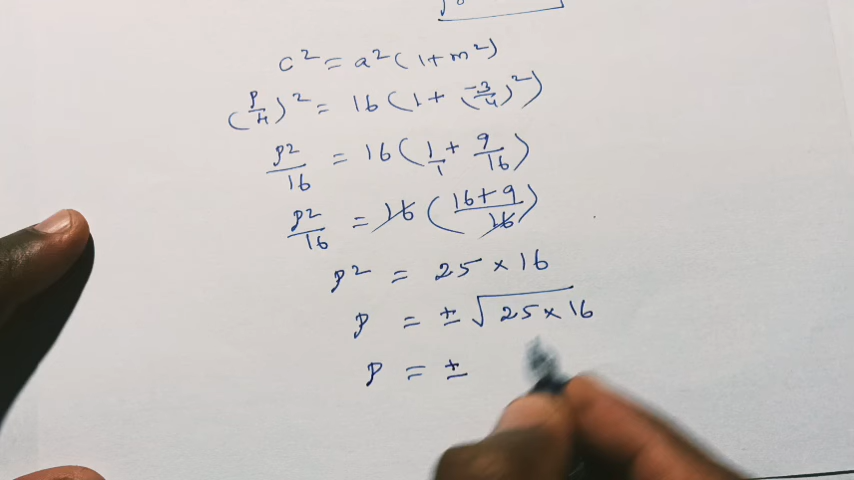 c² = a² (1 + m²)
(p/4)² = 16 (1 + (-3/4)²)
p²/16 = 16 (1/1 + 9/16)
p²/16 = 16 (16 + 9/16)
p² = 25 × 16
p = ± √25 × 16
p = ±